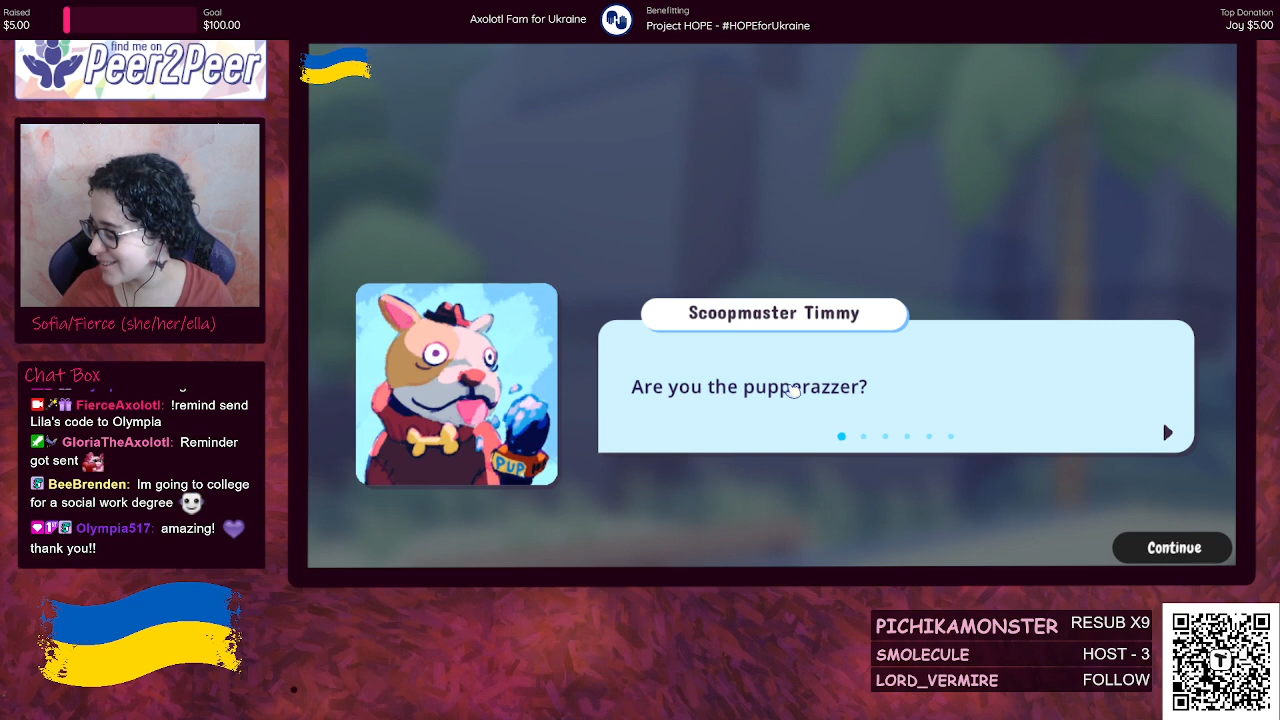 Raised
$5.00
Goal
$100.00
Axolotl Fam for Ukraine
Benefitting
Project HOPE - #HOPEforUkraine
Top Donation
Joy $5.00
find me on
Peer2Peer
Sofia/Fierce (she/her/ella)
Chat Box
FierceAxolotl: !remind send
Lila's code to Olympia
GloriaTheAxolotl: Reminder
got sent
BeeBrenden: Im going to college
for a social work degree
Olympia517: amazing!
thank you!!
Scoopmaster Timmy
Are you the pupperazzer?
PUP
Continue
PICHIKAMONSTER RESUB X9
SMOLECULE HOST - 3
LORD_VERMIRE FOLLOW